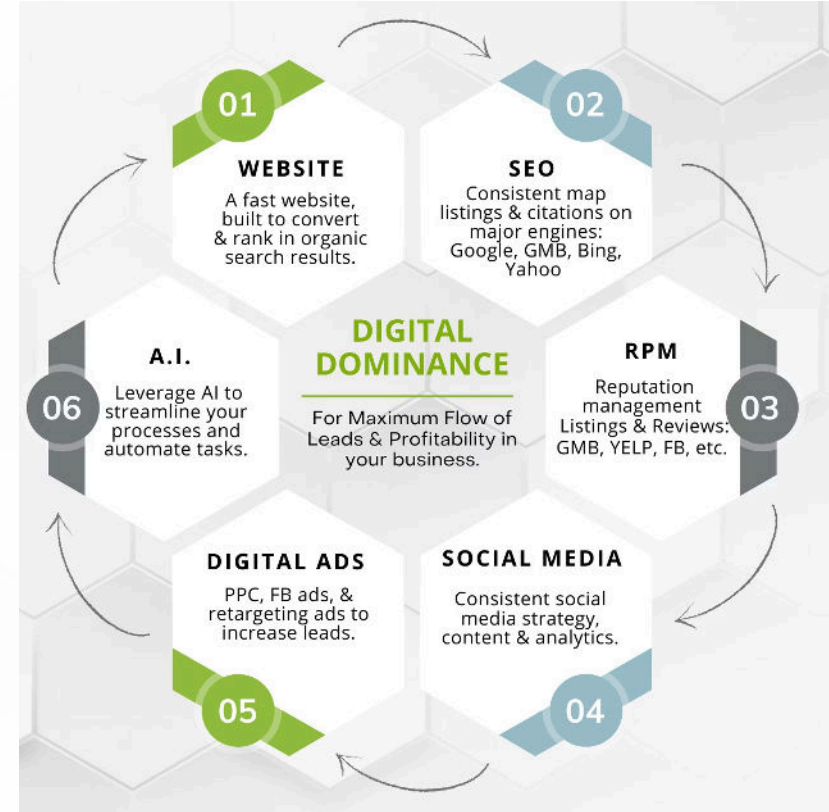 01
WEBSITE
A fast website,
built to convert
& rank in organic
search results.
02
SEO
Consistent map
listings & citations on
major engines:
Google, GMB, Bing,
Yahoo
RPM
Reputation
management
Listings & Reviews:
GMB, YELP, FB, etc.
03
SOCIAL MEDIA
Consistent social
media strategy,
content & analytics.
04
DIGITAL ADS
PPC, FB ads, &
retargeting ads to
increase leads.
05
A.I.
Leverage AI to
streamline your
processes and
automate tasks.
06
DIGITAL
DOMINANCE
For Maximum Flow of
Leads & Profitability in
your business.